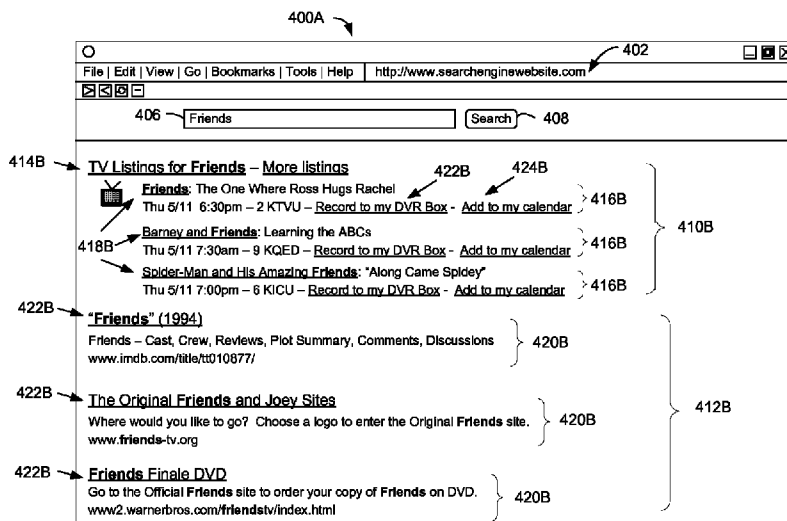 400A
402
File | Edit | View | Go | Bookmarks | Tools | Help http://www.searchenginewebsite.com
406 Friends Search 408
414B TV Listings for Friends – More listings 422B 424B
Friends: The One Where Ross Hugs Rachel
Thu 5/11 6:30pm – 2 KTVU – Record to my DVR Box - Add to my calendar 416B
418B Barney and Friends: Learning the ABCs
Thu 5/11 7:30am – 9 KQED – Record to my DVR Box - Add to my calendar 416B 410B
Spider-Man and His Amazing Friends: "Along Came Spidey"
Thu 5/11 7:00pm – 6 KICU – Record to my DVR Box - Add to my calendar 416B
422B "Friends" (1994)
Friends – Cast, Crew, Reviews, Plot Summary, Comments, Discussions 420B
www.imdb.com/title/tt010877/
422B The Original Friends and Joey Sites
Where would you like to go? Choose a logo to enter the Original Friends site. 420B 412B
www.friends-tv.org
422B Friends Finale DVD
Go to the Official Friends site to order your copy of Friends on DVD. 420B
www2.warnerbros.com/friendstv/index.html